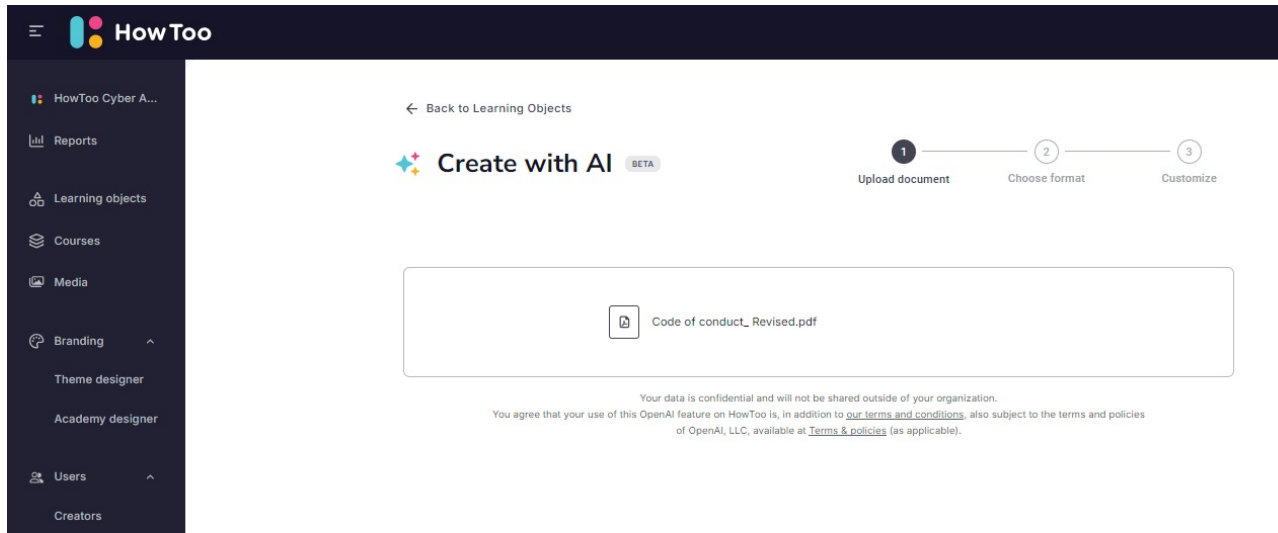 HowToo
HowToo Cyber A...
Reports
Learning objects
Courses
Media
Branding
Theme designer
Academy designer
Users
Creators
← Back to Learning Objects
Create with AI BETA
1
2
3
Upload document
Choose format
Customize
Code of conduct_ Revised.pdf
Your data is confidential and will not be shared outside of your organization.
You agree that your use of this OpenAI feature on HowToo is, in addition to our terms and conditions, also subject to the terms and policies
of OpenAI, LLC, available at Terms & policies (as applicable).